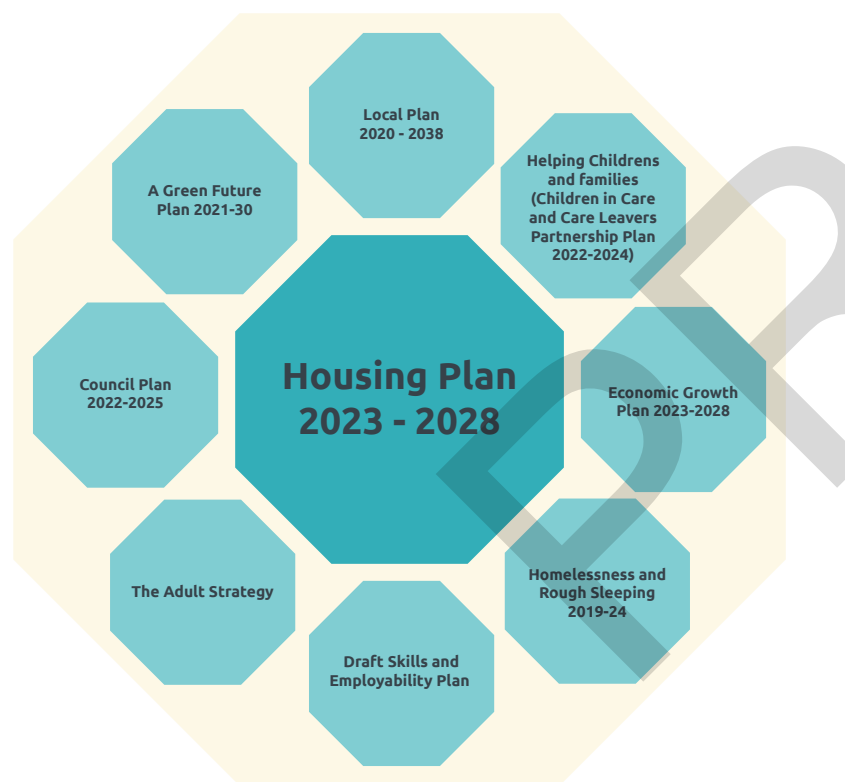 Local Plan
2020 - 2038
Helping Childrens
and families
(Children in Care
and Care Leavers
Partnership Plan
2022-2024)
A Green Future
Plan 2021-30
Housing Plan
2023 - 2028
Council Plan
2022-2025
Economic Growth
Plan 2023-2028
The Adult Strategy
Homelessness and
Rough Sleeping
2019-24
Draft Skills and
Employability Plan